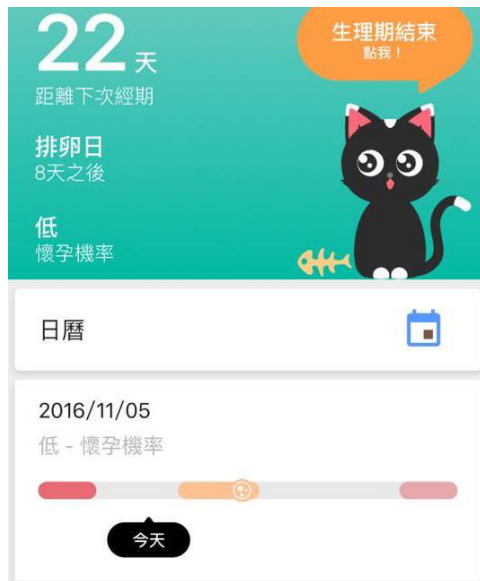 22 天
生理期結束
點我！
距離下次經期
排卵日
8天之後
低
懷孕機率
日曆
2016/11/05
低 - 懷孕機率
今天